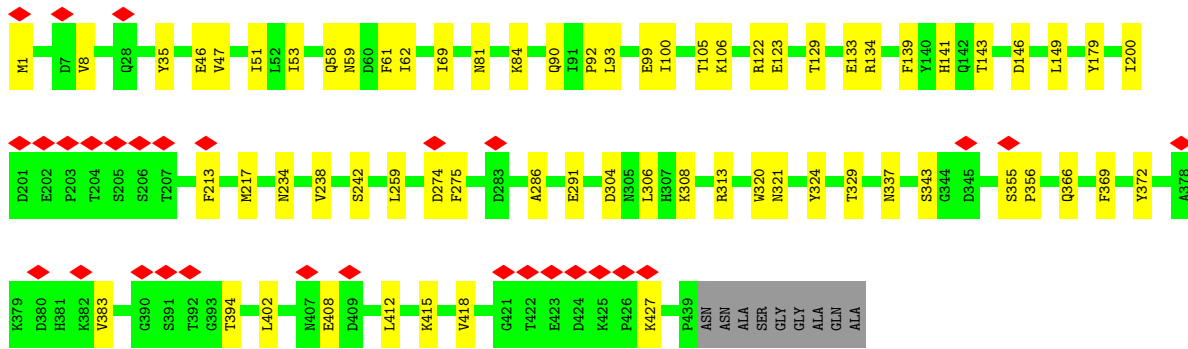 M1 D7 V8 Q28 Y35 E46 V47 I51 L52 I53 Q58 N59 D60 F61 I62 I69 N81 K84 Q90 I91 P92 L93 E99 I100 T105 K106 R122 E123 T129 E133 R134 F139 Y140 H141 Q142 T143 D146 L149 Y179 I200
D201 E202 P203 T204 S205 S206 T207 F213 M217 N234 V238 S242 L259 D274 F275 D283 A286 E291 D304 N305 L306 H307 K308 R313 W320 N321 Y324 T329 N337 S343 G344 D345 S355 P356 Q366 F369 Y372 A378
K379 D380 H381 K382 V383 G390 S391 T392 G393 T394 L402 N407 E408 D409 L412 K415 V418 G421 T422 E423 D424 K425 P426 K427 P439 ASN ASN ALA SER GLY GLY ALA GLN ALA